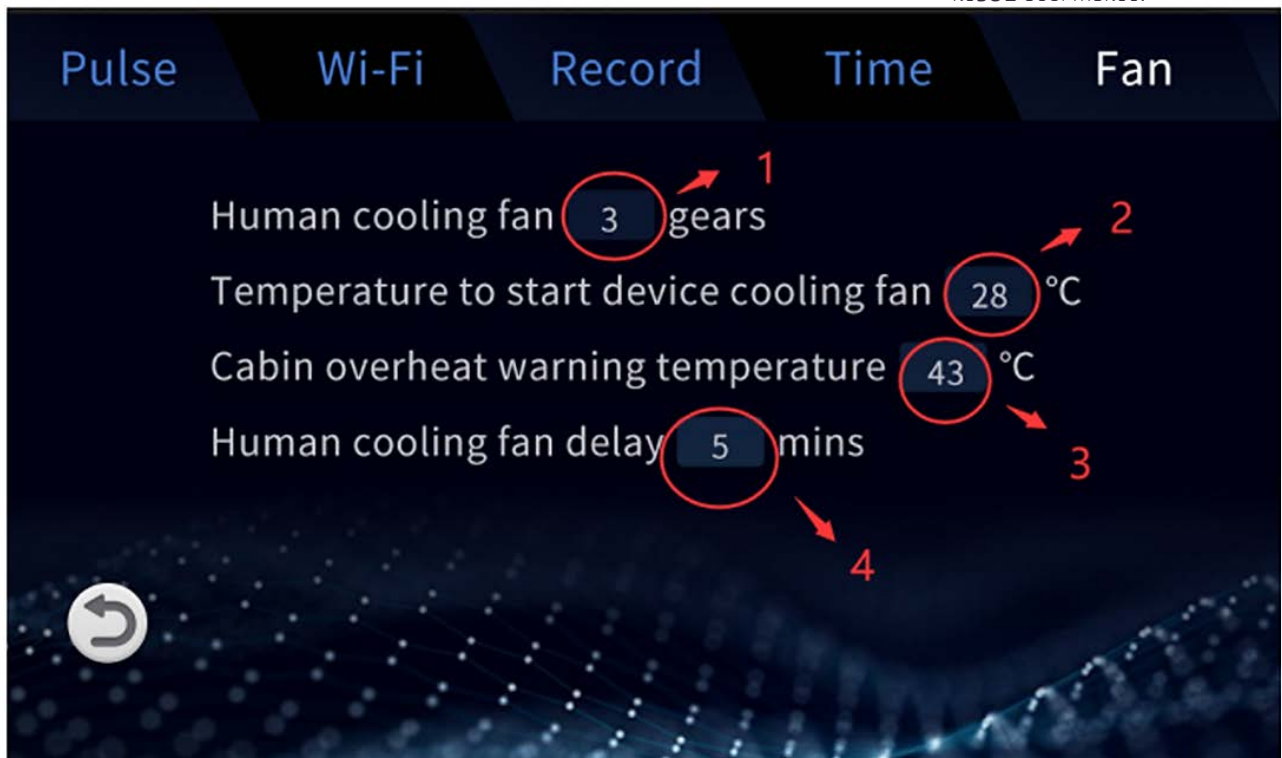 Pulse Wi-Fi Record Time Fan
1
Human cooling fan 3 gears
2
Temperature to start device cooling fan 28 °C
Cabin overheat warning temperature 43 °C
3
Human cooling fan delay 5 mins
4